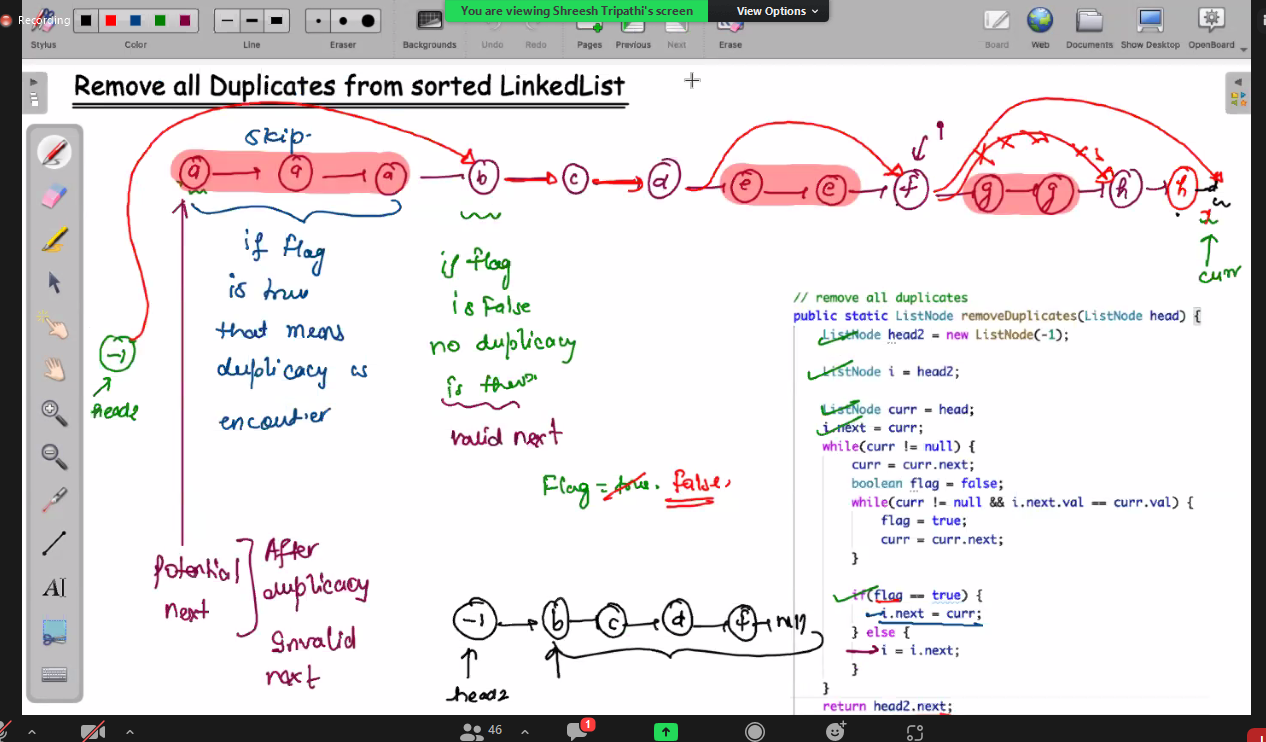 Recording
You are viewing Shreesh Tripathi's screen
View Options
Stylus
Color
Line
Eraser
Backgrounds
Undo
Redo
Pages
Previous
Next
Erase
Board
Web
Documents
Show Desktop
OpenBoard
Remove all Duplicates from sorted LinkedList
skip
a a a b c d e e f g g h h
i
x
curr
if flag
is true
that means
duplicacy is
encoutier
if flag
is False
no duplicacy
is there
valid next
-1
head2
Flag = true. false.
potential
next
After
duplicacy
Invalid
next
-1 b c d f null
head2
// remove all duplicates
public static ListNode removeDuplicates(ListNode head) {
ListNode head2 = new ListNode(-1);
ListNode i = head2;
ListNode curr = head;
i.next = curr;
while(curr != null) {
curr = curr.next;
boolean flag = false;
while(curr != null && i.next.val == curr.val) {
flag = true;
curr = curr.next;
}
if(flag == true) {
i.next = curr;
} else {
i = i.next;
}
}
return head2.next;
AI
46
1